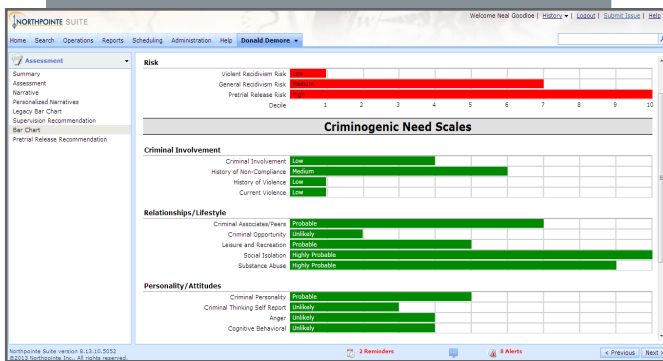 NORTHPOINTE SUITE
Welcome Neal Goodloe | History | Logout | Submit Issue | Help
Home Search Operations Reports Scheduling Administration Help Donald Demore
Assessment
Summary
Assessment
Narrative
Personalized Narratives
Legacy Bar Chart
Supervision Recommendation
Bar Chart
Pretrial Release Recommendation
Risk
Violent Recidivism Risk Low
General Recidivism Risk Medium
Pretrial Release Risk High
Decile 1 2 3 4 5 6 7 8 9 10
Criminogenic Need Scales
Criminal Involvement
Criminal Involvement Low
History of Non-Compliance Medium
History of Violence Low
Current Violence Low
Relationships/Lifestyle
Criminal Associates/Peers Probable
Criminal Opportunity Unlikely
Leisure and Recreation Probable
Social Isolation Highly Probable
Substance Abuse Highly Probable
Personality/Attitudes
Criminal Personality Probable
Criminal Thinking Self Report Unlikely
Anger Unlikely
Cognitive Behavioral Unlikely
Northpointe Suite version 8.13.10.5052
©2013 Northpointe Inc., All rights reserved.
2 Reminders
8 Alerts
< Previous Next >